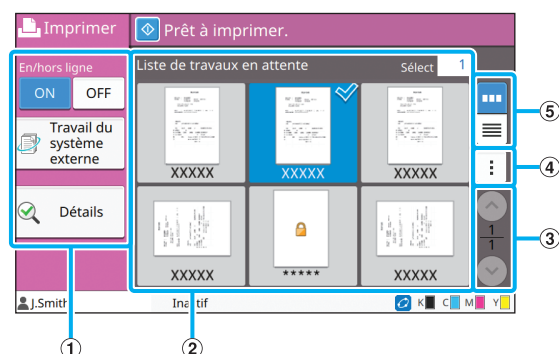 Imprimer
Prêt à imprimer.
En/hors ligne
ON OFF
Travail du
système
externe
Détails
Liste de travaux en attente
Sélect 1
XXXXX XXXXX XXXXX
XXXXX ***** XXXXX
1
1
5
4
3
J.Smith
K C M Y
1 2